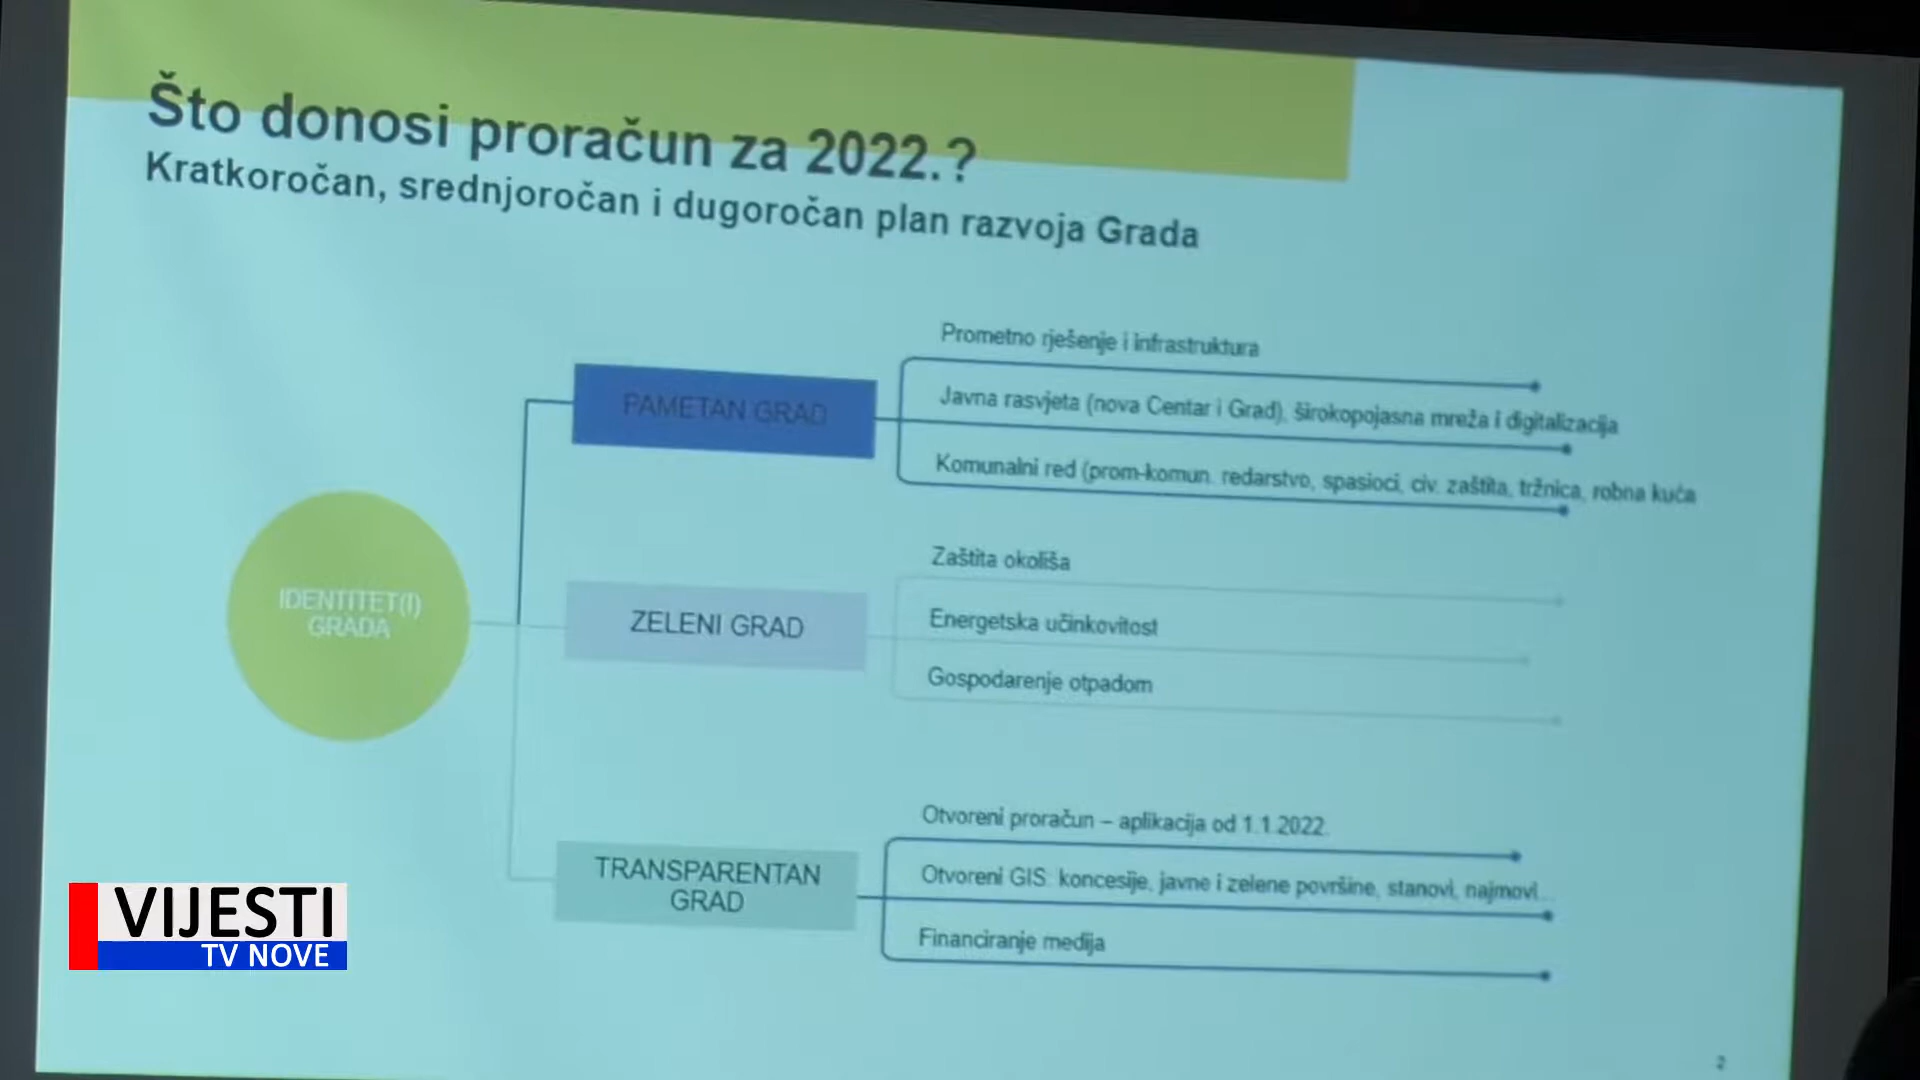 Što donosi proračun za 2022.?
Kratkoročan, srednjoročan i dugoročan plan razvoja Grada
IDENTITET(I)
GRADA
PAMETAN GRAD
Prometno rješenje i infrastruktura
Javna rasvjeta (nova Centar i Grad), širokopojasna mreža i digitalizacija
Komunalni red (prom-komun. redarstvo, spasioci, civ. zaštita, tržnica, robna kuća
ZELENI GRAD
Zaštita okoliša
Energetska učinkovitost
Gospodarenje otpadom
TRANSPARENTAN
GRAD
Otvoreni proračun – aplikacija od 1.1.2022.
Otvoreni GIS: koncesije, javne i zelene površine, stanovi, najmovi...
Financiranje medija
2
VIJESTI
TV NOVE